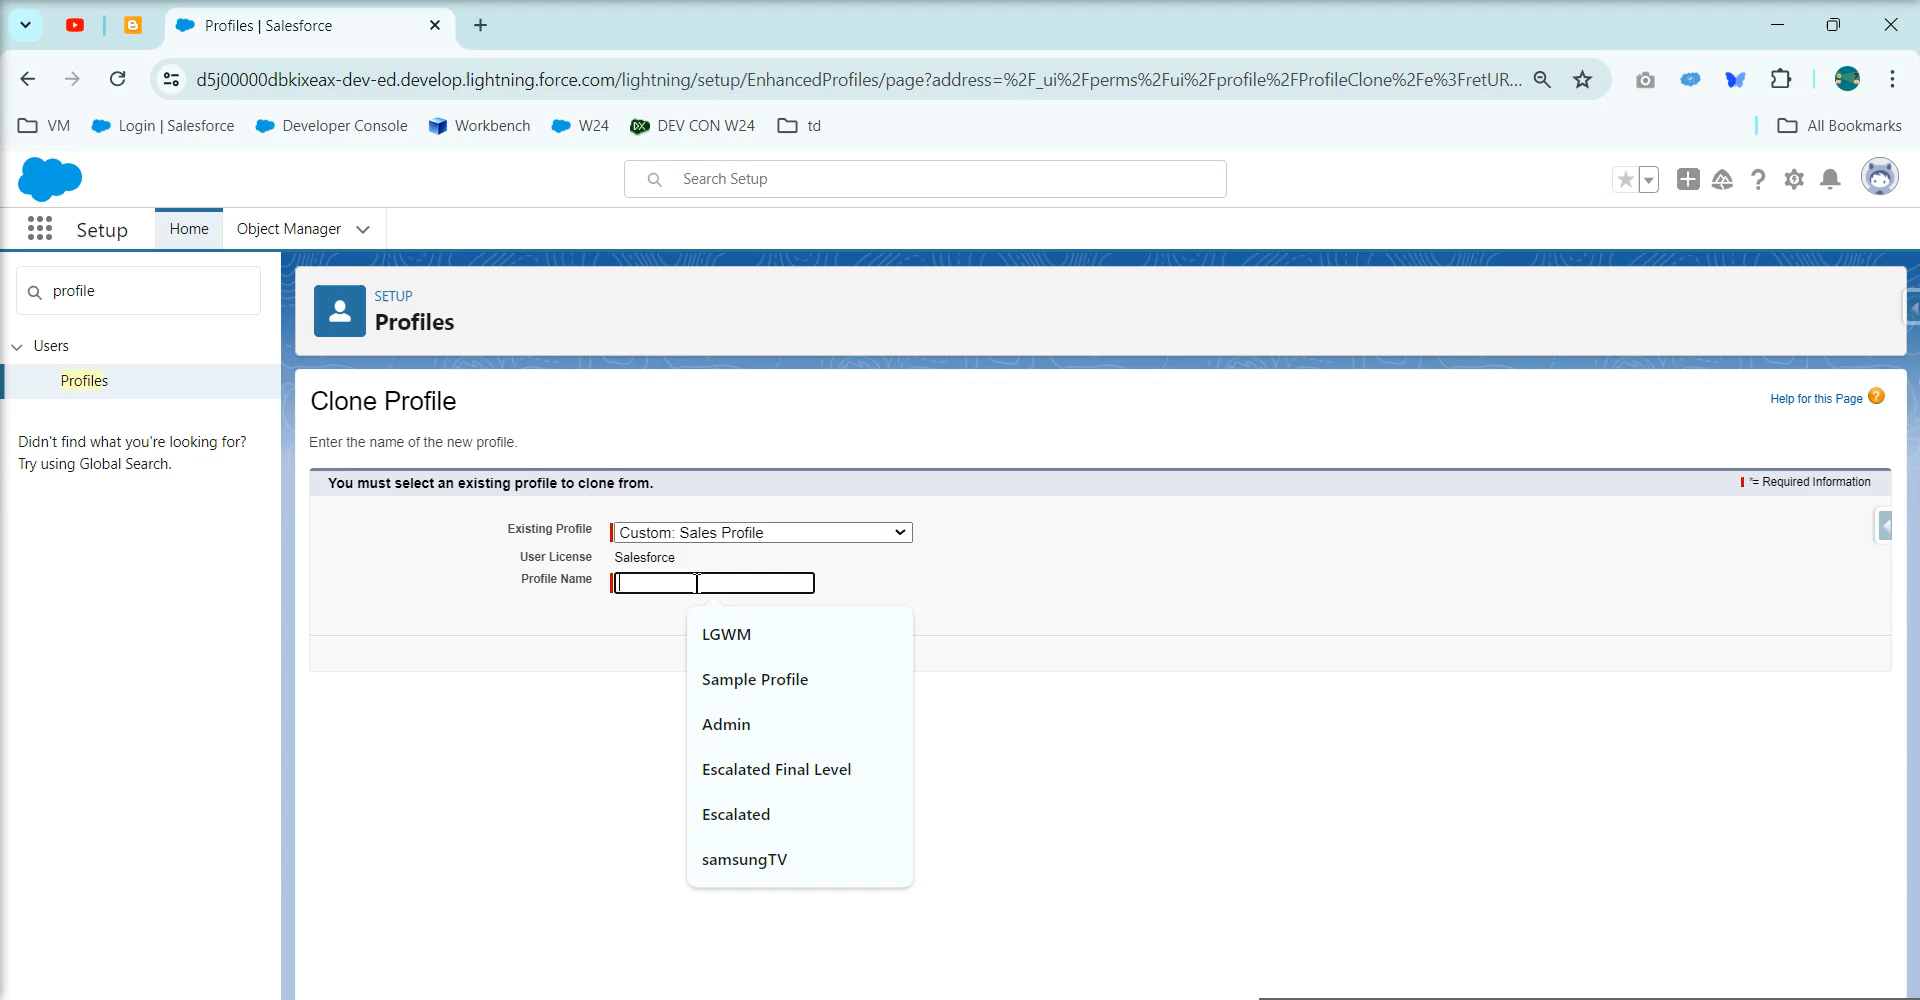 Profiles | Salesforce
d5j00000dbkixeax-dev-ed.develop.lightning.force.com/lightning/setup/EnhancedProfiles/page?address=%2F_ui%2Fperms%2Fui%2Fprofile%2FProfileClone%2Fe%3FretUR...
VM Login | Salesforce Developer Console Workbench W24 DX DEV CON W24 td All Bookmarks
Search Setup
Setup Home Object Manager
profile
Users
Profiles
Didn't find what you're looking for?
Try using Global Search.
SETUP
Profiles
Clone Profile
Help for this Page ?
Enter the name of the new profile.
You must select an existing profile to clone from.
*= Required Information
Existing Profile Custom: Sales Profile
User License Salesforce
Profile Name
LGWM
Sample Profile
Admin
Escalated Final Level
Escalated
samsungTV